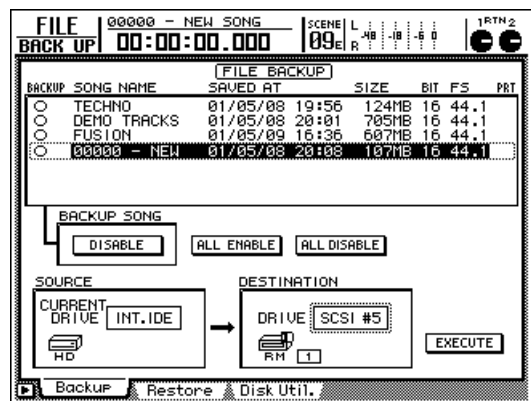 FILE BACK UP
00000 - NEW SONG
00:00:00.000
SCENE 09E
L R -48 -18 -6 0
1RTN2
FILE BACKUP
BACKUP SONG NAME SAVED AT SIZE BIT FS PRT
TECHNO 01/05/08 19:56 124MB 16 44.1
DEMO TRACKS 01/05/08 20:01 705MB 16 44.1
FUSION 01/05/09 16:36 607MB 16 44.1
00000 - NEW 01/05/08 20:08 107MB 16 44.1
BACKUP SONG
DISABLE ALL ENABLE ALL DISABLE
SOURCE
CURRENT DRIVE INT.IDE
HD
DESTINATION
DRIVE SCSI #5
RM 1
EXECUTE
Backup Restore Disk Util.